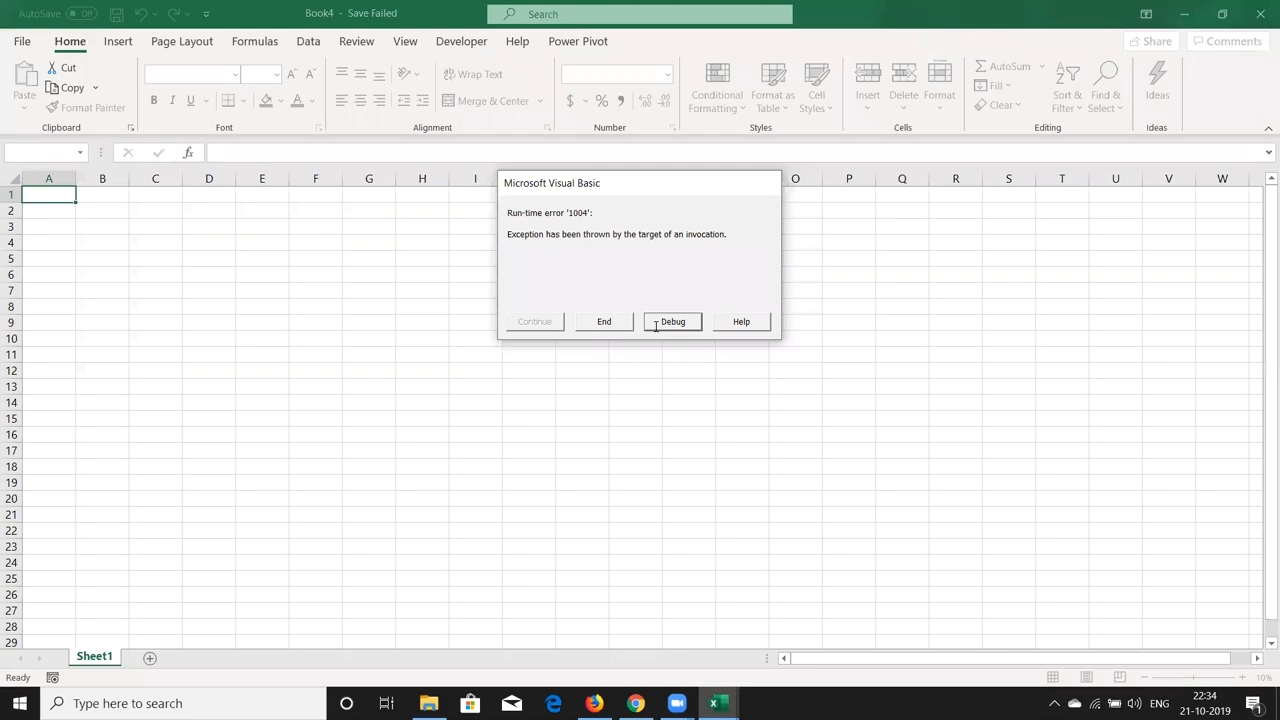 AutoSave Off Book4 - Save Failed Search
File Home Insert Page Layout Formulas Data Review View Developer Help Power Pivot Share Comments
Paste Cut Copy Format Painter
B I U
Wrap Text
Merge & Center
$ % ,
Conditional Formatting
Format as Table
Cell Styles
Insert Delete Format
AutoSum
Fill
Clear
Sort & Filter
Find & Select
Ideas
Clipboard Font Alignment Number Styles Cells Editing Ideas
fx
A B C D E F G H I O P Q R S T U V W
1
2
3
4
5
6
7
8
9
10
11
12
13
14
15
16
17
18
19
20
21
22
23
24
25
26
27
28
29
Microsoft Visual Basic
Run-time error '1004':
Exception has been thrown by the target of an invocation.
Continue End Debug Help
Sheet1
Ready 10%
Type here to search ENG 22:34
21-10-2019